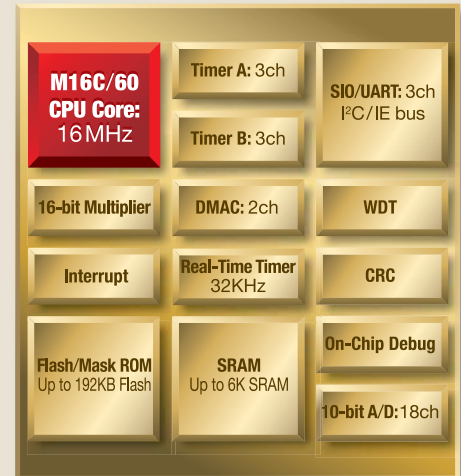 M16C/60
CPU Core:
16MHz
Timer A: 3ch
Timer B: 3ch
SIO/UART: 3ch
I²C/IE bus
16-bit Multiplier
DMAC: 2ch
WDT
Interrupt
Real-Time Timer
32KHz
CRC
Flash/Mask ROM
Up to 192KB Flash
SRAM
Up to 6K SRAM
On-Chip Debug
10-bit A/D:18ch